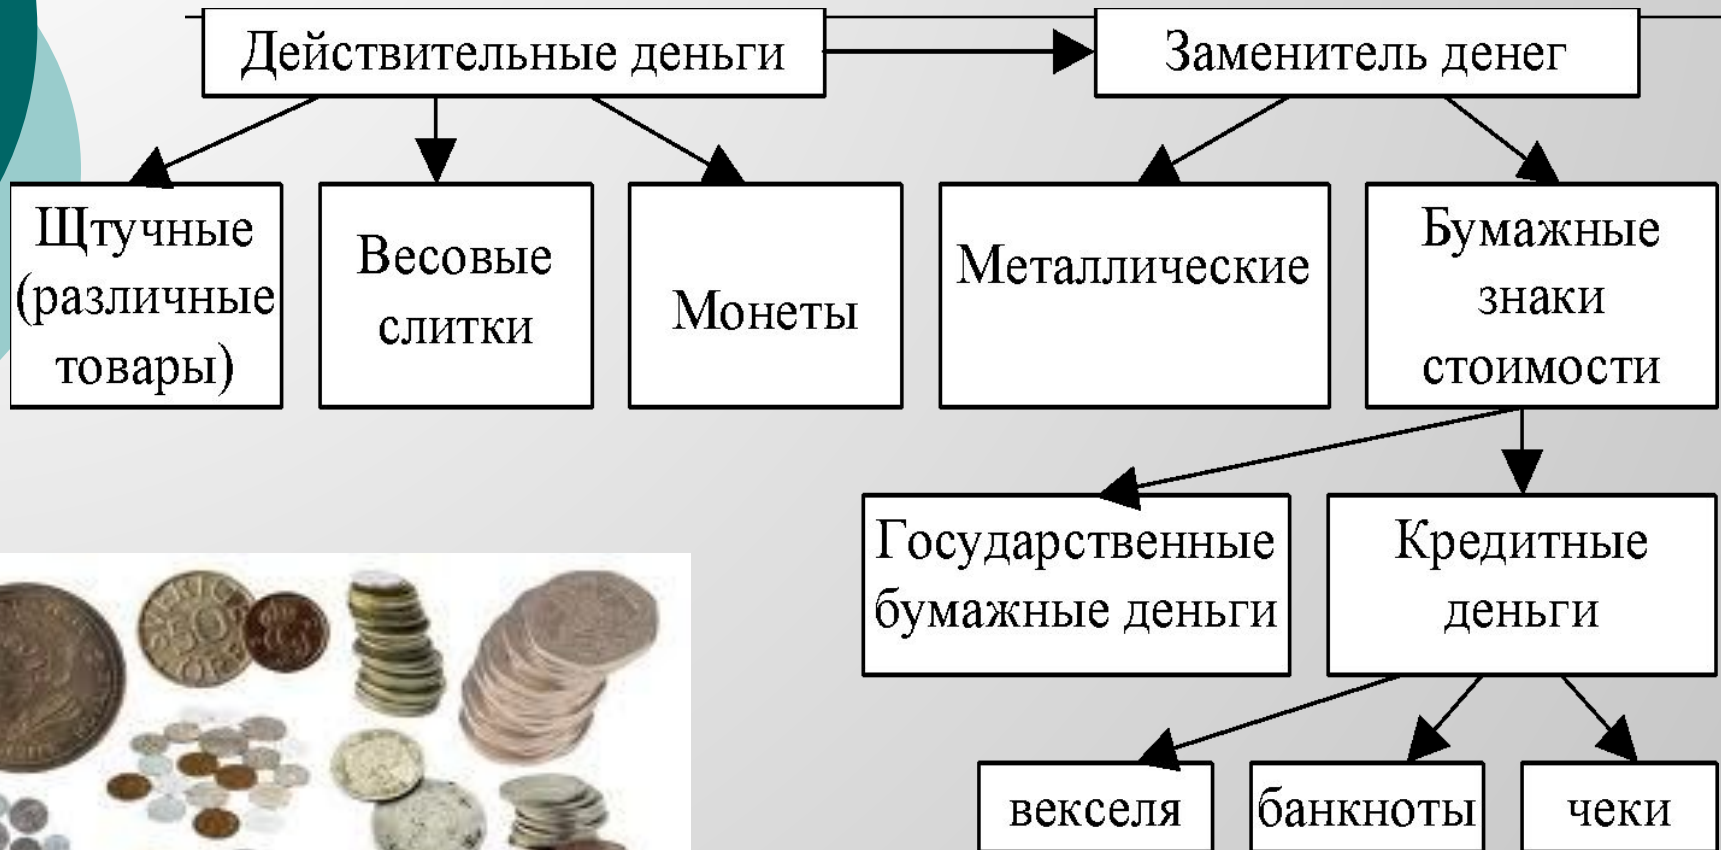 Действительные деньги
Заменитель денег
Щтучные
(различные
товары)
Весовые
слитки
Монеты
Металлические
Бумажные
знаки
стоимости
Государственные
бумажные деньги
Кредитные
деньги
векселя
банкноты
чеки